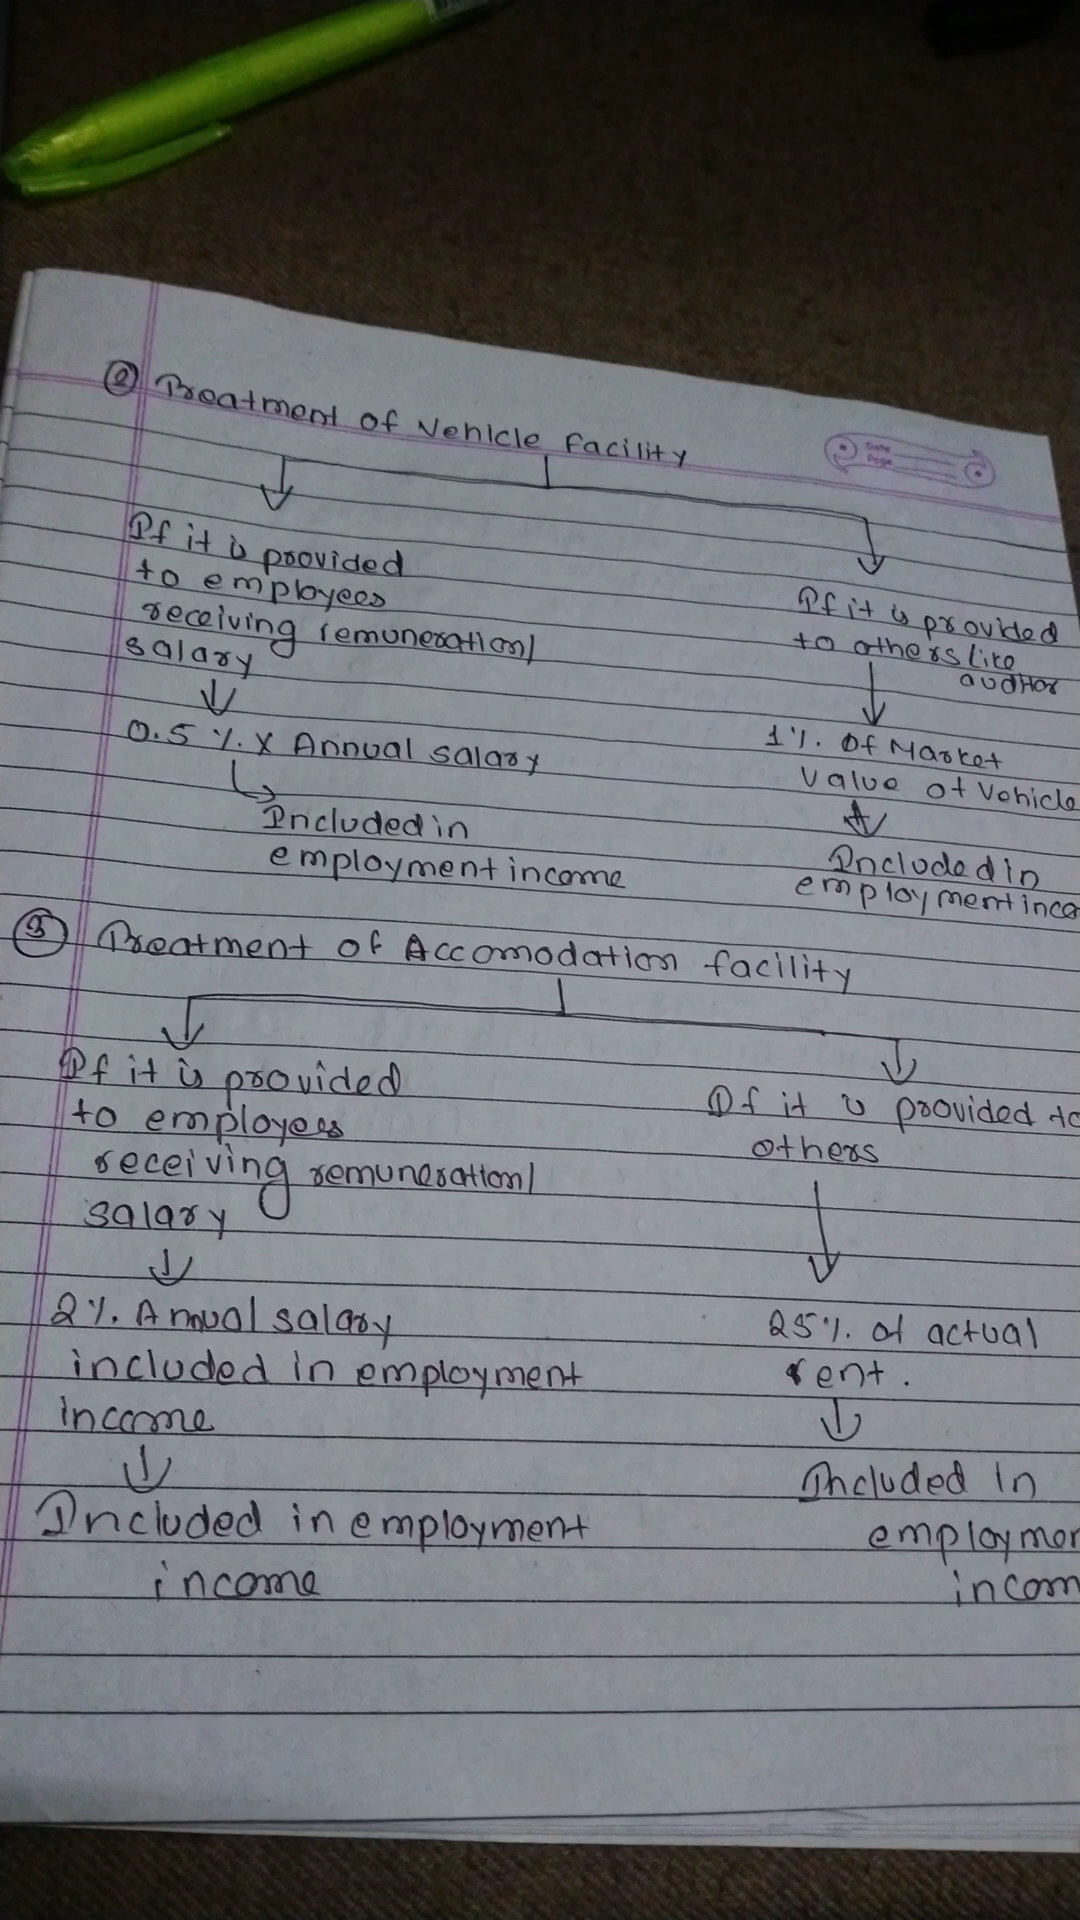 ② Treatment of Vehicle facility
Date
Page
If it is provided
to employees
receiving remuneration/
salary
0.5 % x Annual salary
Included in
employment income
If it is provided
to others like
auditor
1% of Market
value of Vehicle
Included in
employment inco
③ Treatment of Accomodation facility
If it is provided
to employees
receiving remuneration/
salary
2% Annual salary
included in employment
income
Included in employment
income
If it is provided to
others
25% of actual
rent.
Included In
employmen
incom